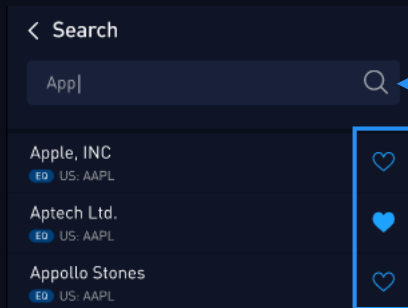 Search
App
Apple, INC
EQ US: AAPL
Aptech Ltd.
EQ US: AAPL
Appollo Stones
EQ US: AAPL